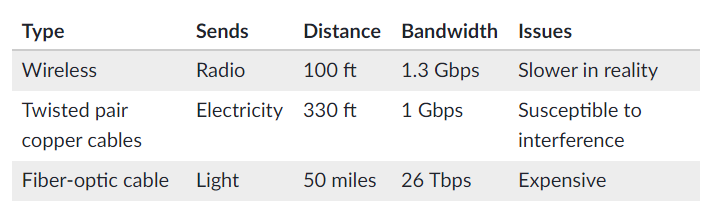 Type Sends Distance Bandwidth Issues
Wireless Radio 100 ft 1.3 Gbps Slower in reality
Twisted pair copper cables Electricity 330 ft 1 Gbps Susceptible to interference
Fiber-optic cable Light 50 miles 26 Tbps Expensive